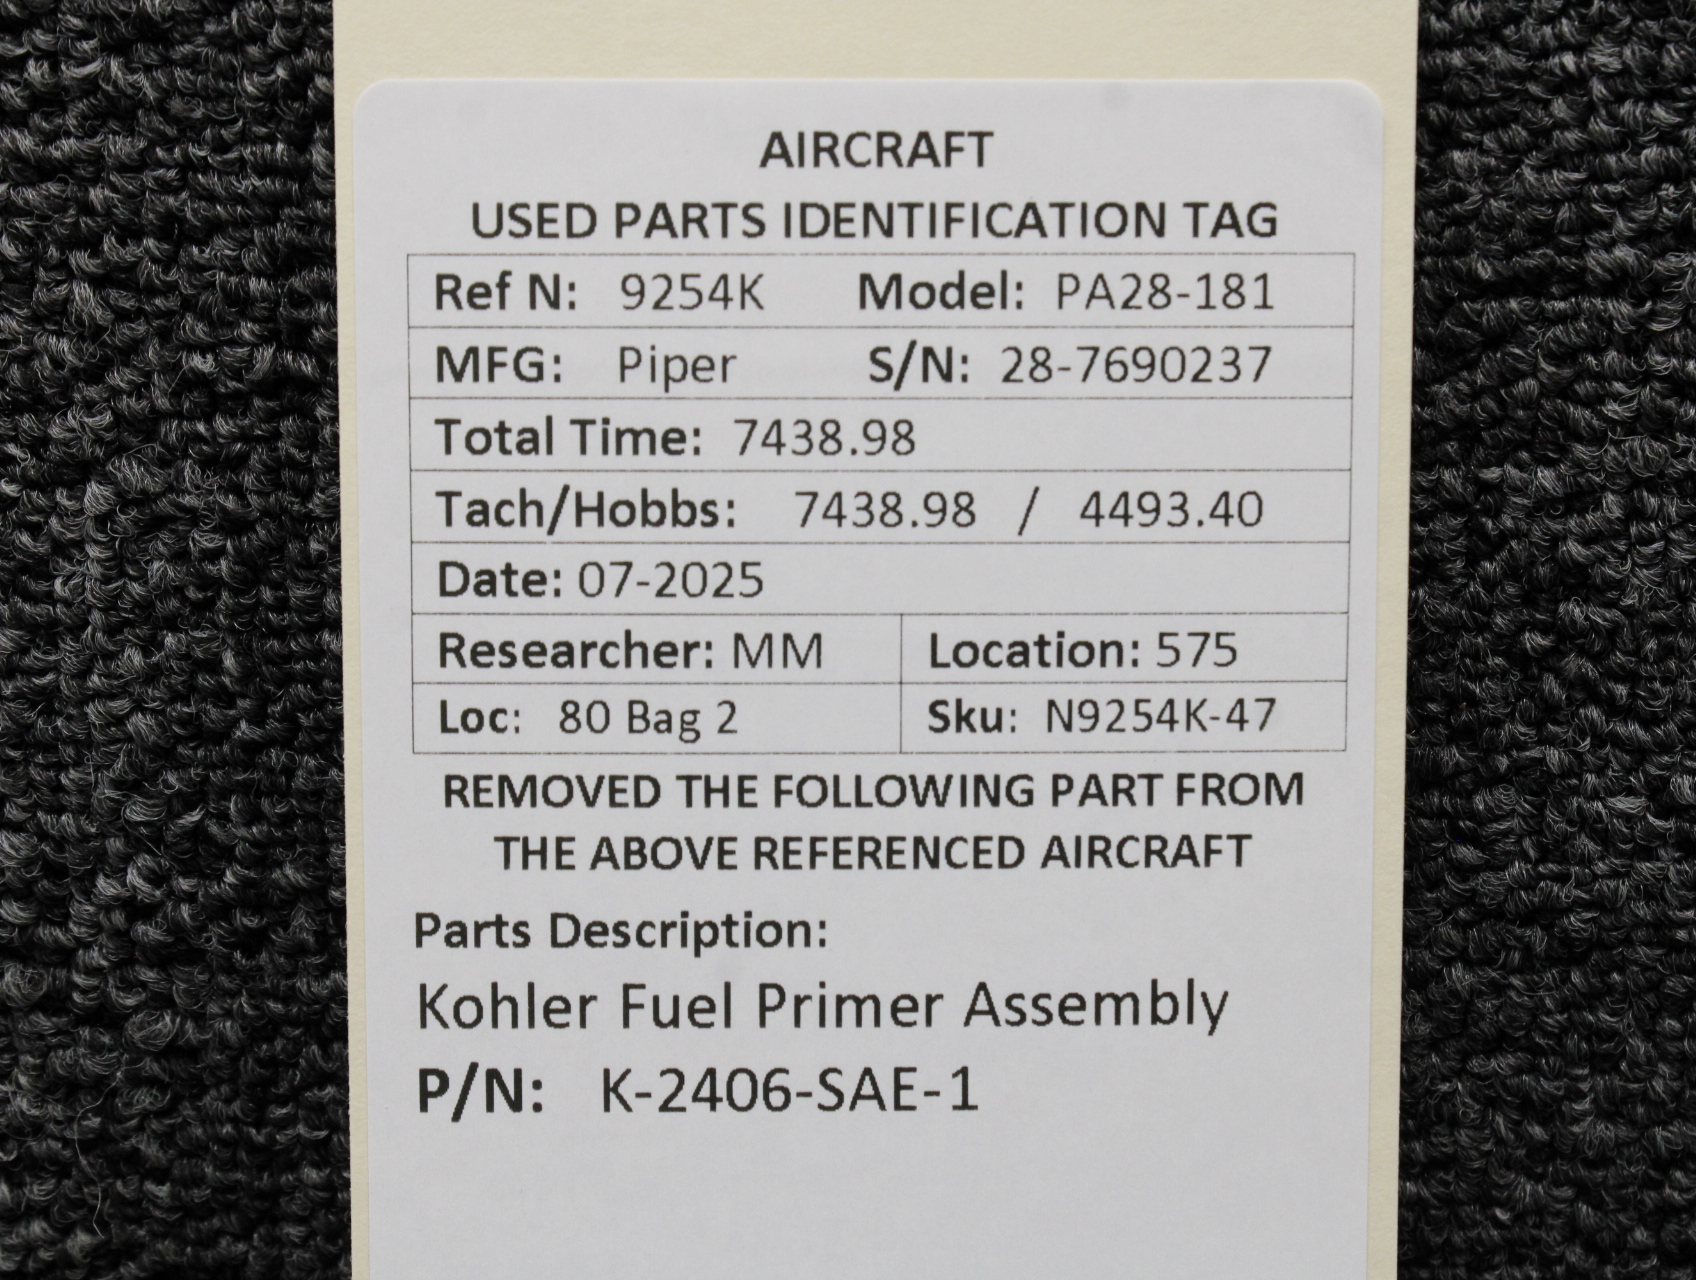 AIRCRAFT
USED PARTS IDENTIFICATION TAG
Ref N: 9254K Model: PA28-181
MFG: Piper S/N: 28-7690237
Total Time: 7438.98
Tach/Hobbs: 7438.98 / 4493.40
Date: 07-2025
Researcher: MM Location: 575
Loc: 80 Bag 2 Sku: N9254K-47
REMOVED THE FOLLOWING PART FROM
THE ABOVE REFERENCED AIRCRAFT
Parts Description:
Kohler Fuel Primer Assembly
P/N: K-2406-SAE-1